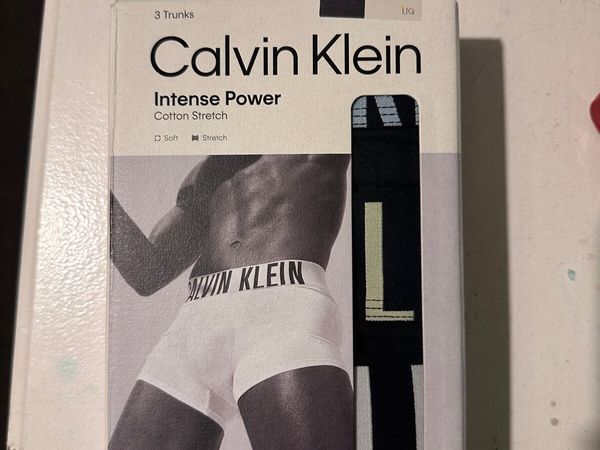 3 Trunks
L/G
Calvin Klein
Intense Power
Cotton Stretch
Soft Stretch
L
CALVIN KLEIN